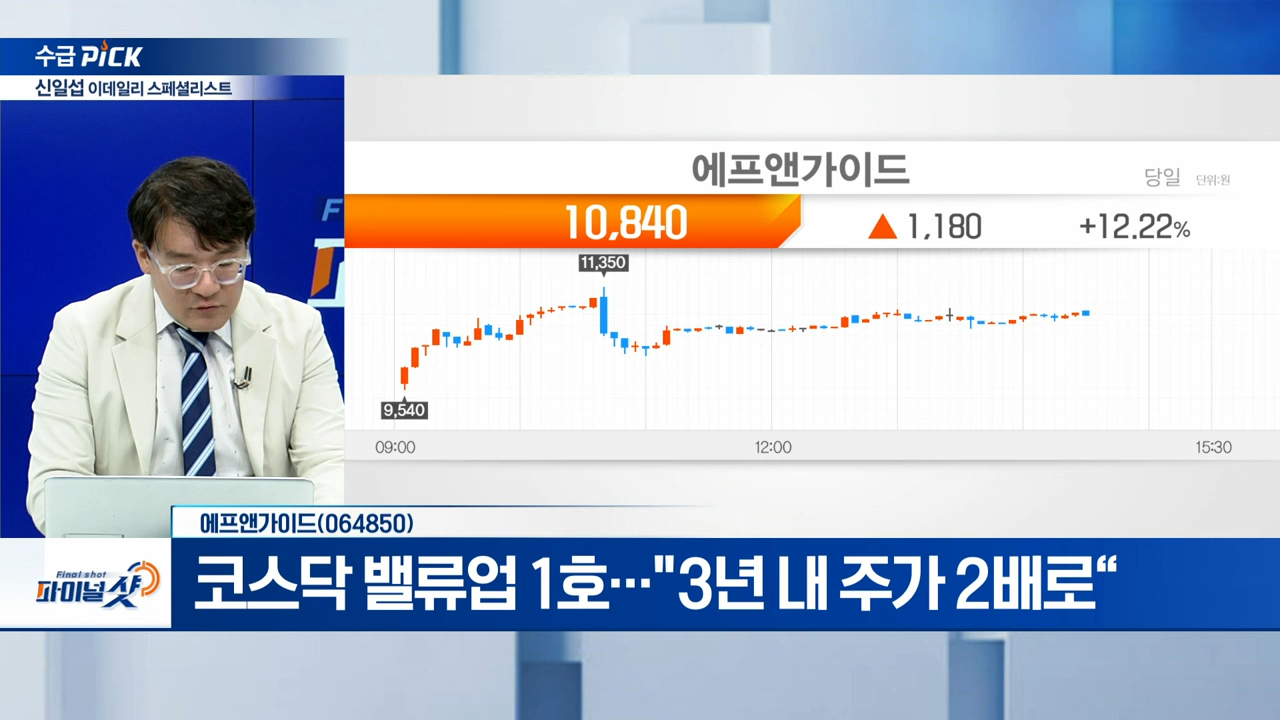 수급 PiCK
신일섭 이데일리 스페셜리스트
에프앤가이드
당일 단위:원
10,840 ▲ 1,180 +12.22%
11,350
9,540
09:00 12:00 15:30
에프앤가이드(064850)
Final shot
파이널샷
코스닥 밸류업 1호…"3년 내 주가 2배로“